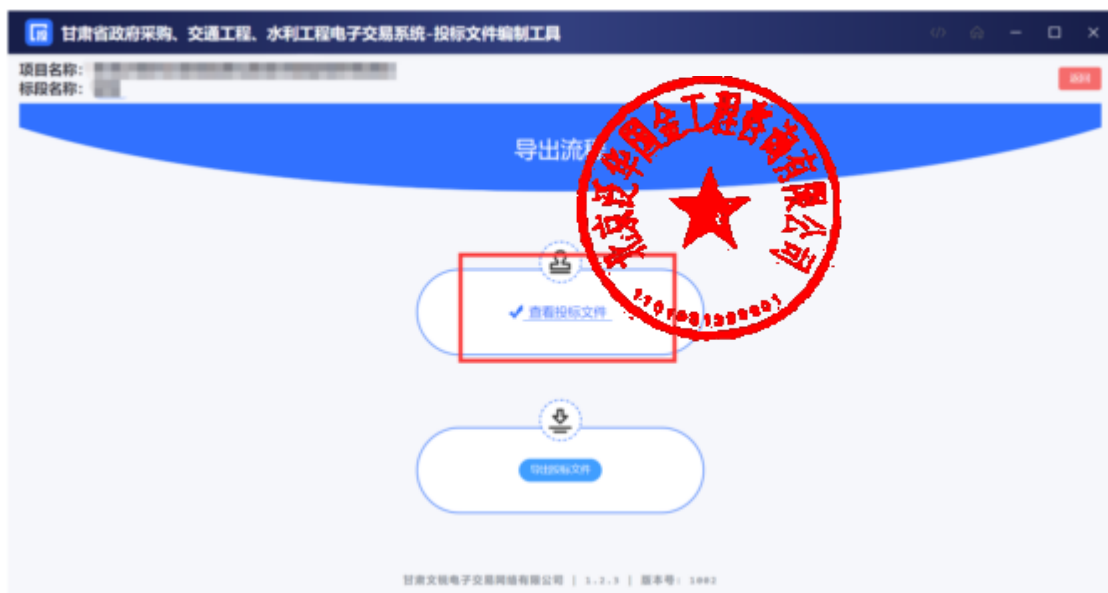 甘肃省政府采购、交通工程、水利工程电子交易系统-投标文件编制工具
项目名称:
标段名称:
返回
导出流程
查看投标文件
导出投标文件
甘肃文锐电子交易网络有限公司 | 1.2.3 | 版本号: 1002